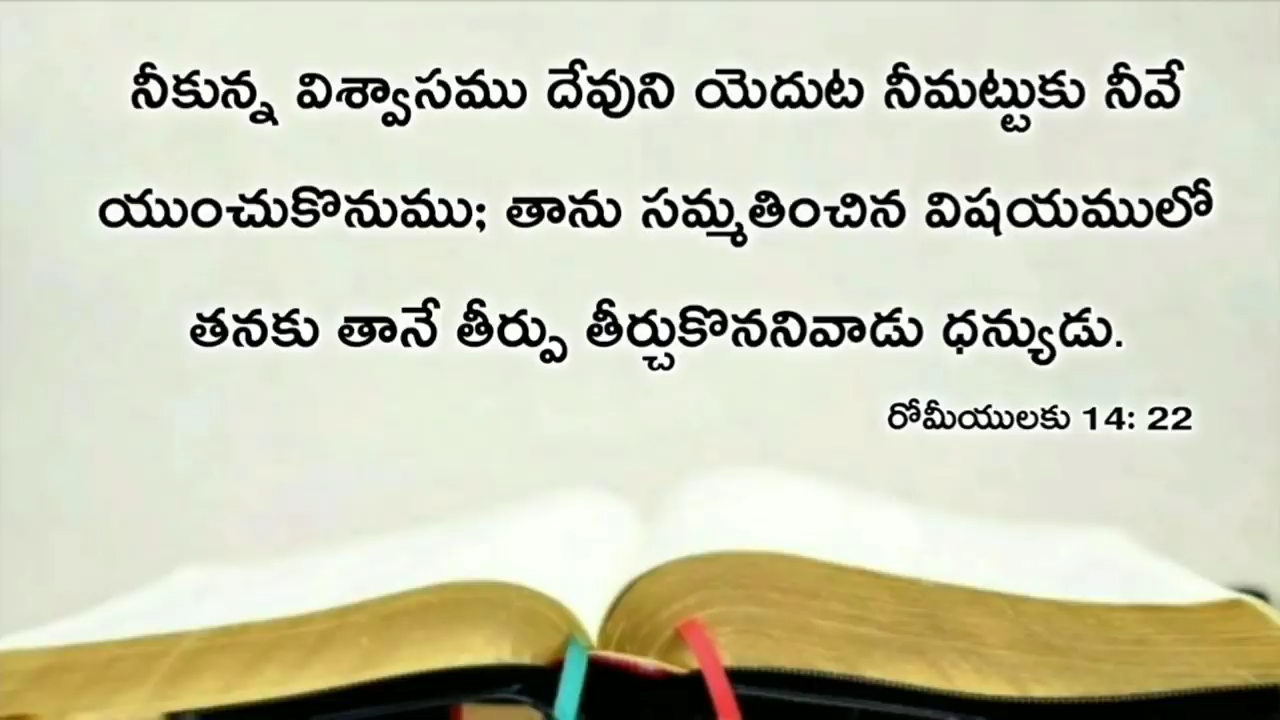 నీకున్న విశ్వాసము దేవుని యెదుట నీమట్టుకు నీవే
యుంచుకొనుము; తాను సమ్మతించిన విషయములో
తనకు తానే తీర్పు తీర్చుకొననివాడు ధన్యుడు.
రోమీయులకు 14: 22